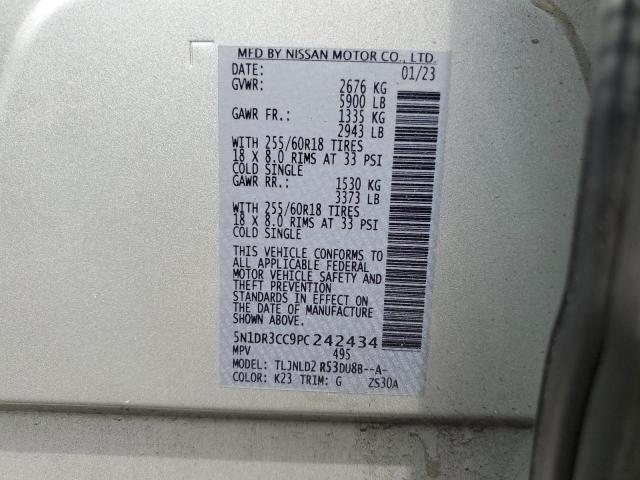 MFD BY NISSAN MOTOR CO., LTD.
DATE: 01/23
GVWR: 2676 KG
5900 LB
GAWR FR.: 1335 KG
2943 LB
WITH 255/60R18 TIRES
18 X 8.0 RIMS AT 33 PSI
COLD SINGLE
GAWR RR.: 1530 KG
3373 LB
WITH 255/60R18 TIRES
18 X 8.0 RIMS AT 33 PSI
COLD SINGLE
THIS VEHICLE CONFORMS TO
ALL APPLICABLE FEDERAL
MOTOR VEHICLE SAFETY AND
THEFT PREVENTION
STANDARDS IN EFFECT ON
THE DATE OF MANUFACTURE
SHOWN ABOVE.
5N1DR3CC9PC242434
MPV 495
MODEL: TLJNLD2 R53DU8B--A-
COLOR: K23 TRIM: G ZS30A